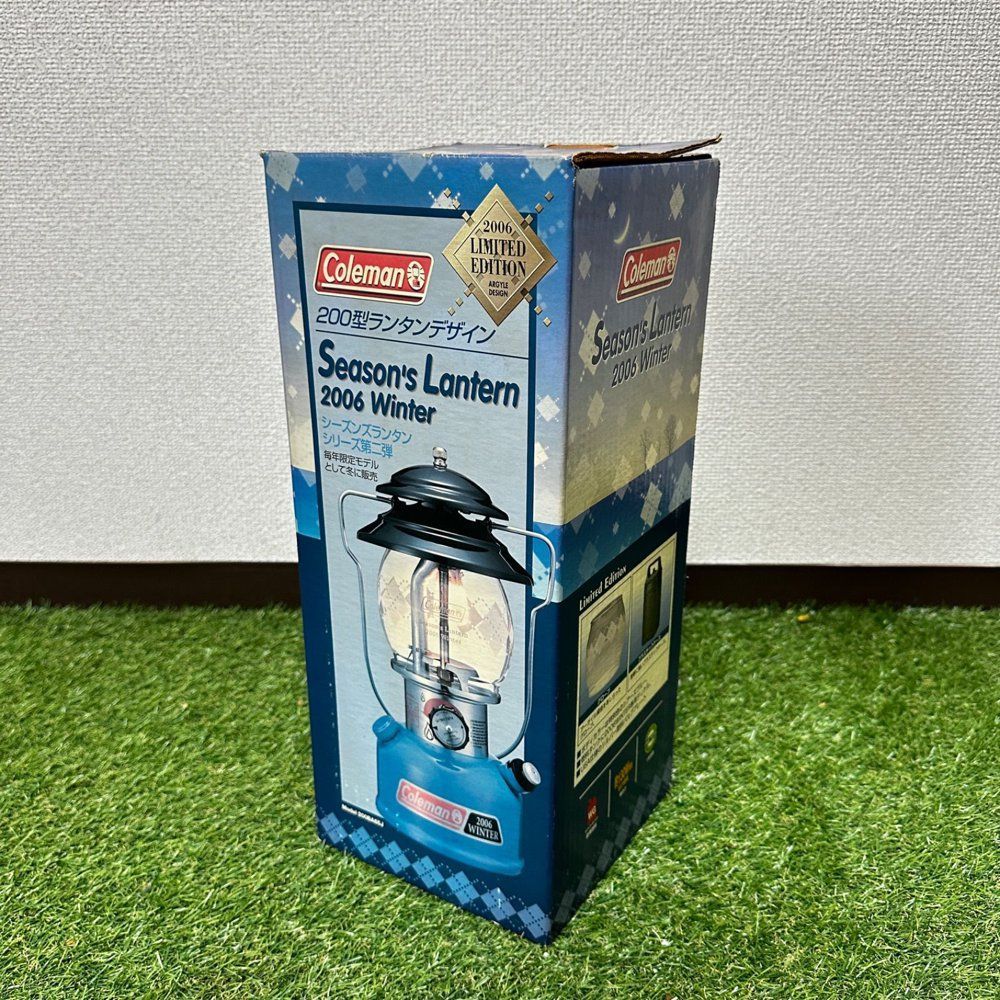 2006
LIMITED
EDITION
ARGYLE
DESIGN
Coleman
200型ランタンデザイン
Season's Lantern
2006 Winter
シーズンズランタン
シリーズ第二弾
毎年限定モデル
として冬に販売
Coleman
Coleman
2006
WINTER
Coleman
Season's Lantern
2006 Winter
Limited Edition